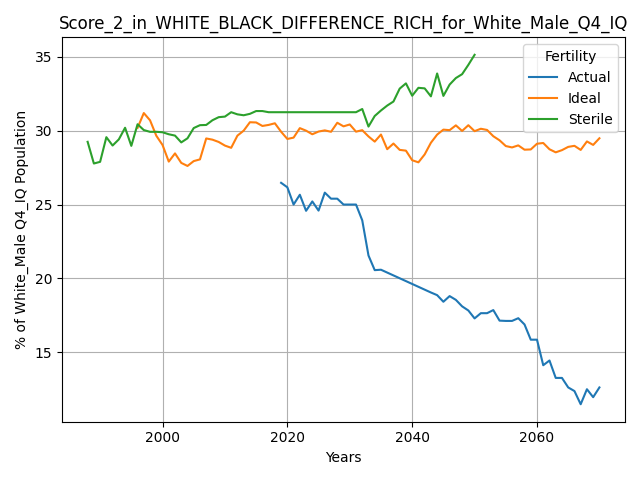 Score_2_in_WHITE_BLACK_DIFFERENCE_RICH_for_White_Male_Q4_IQ
Fertility
Actual
Ideal
Sterile
% of White_Male Q4_IQ Population
35
30
25
20
15
2000 2020 2040 2060
Years